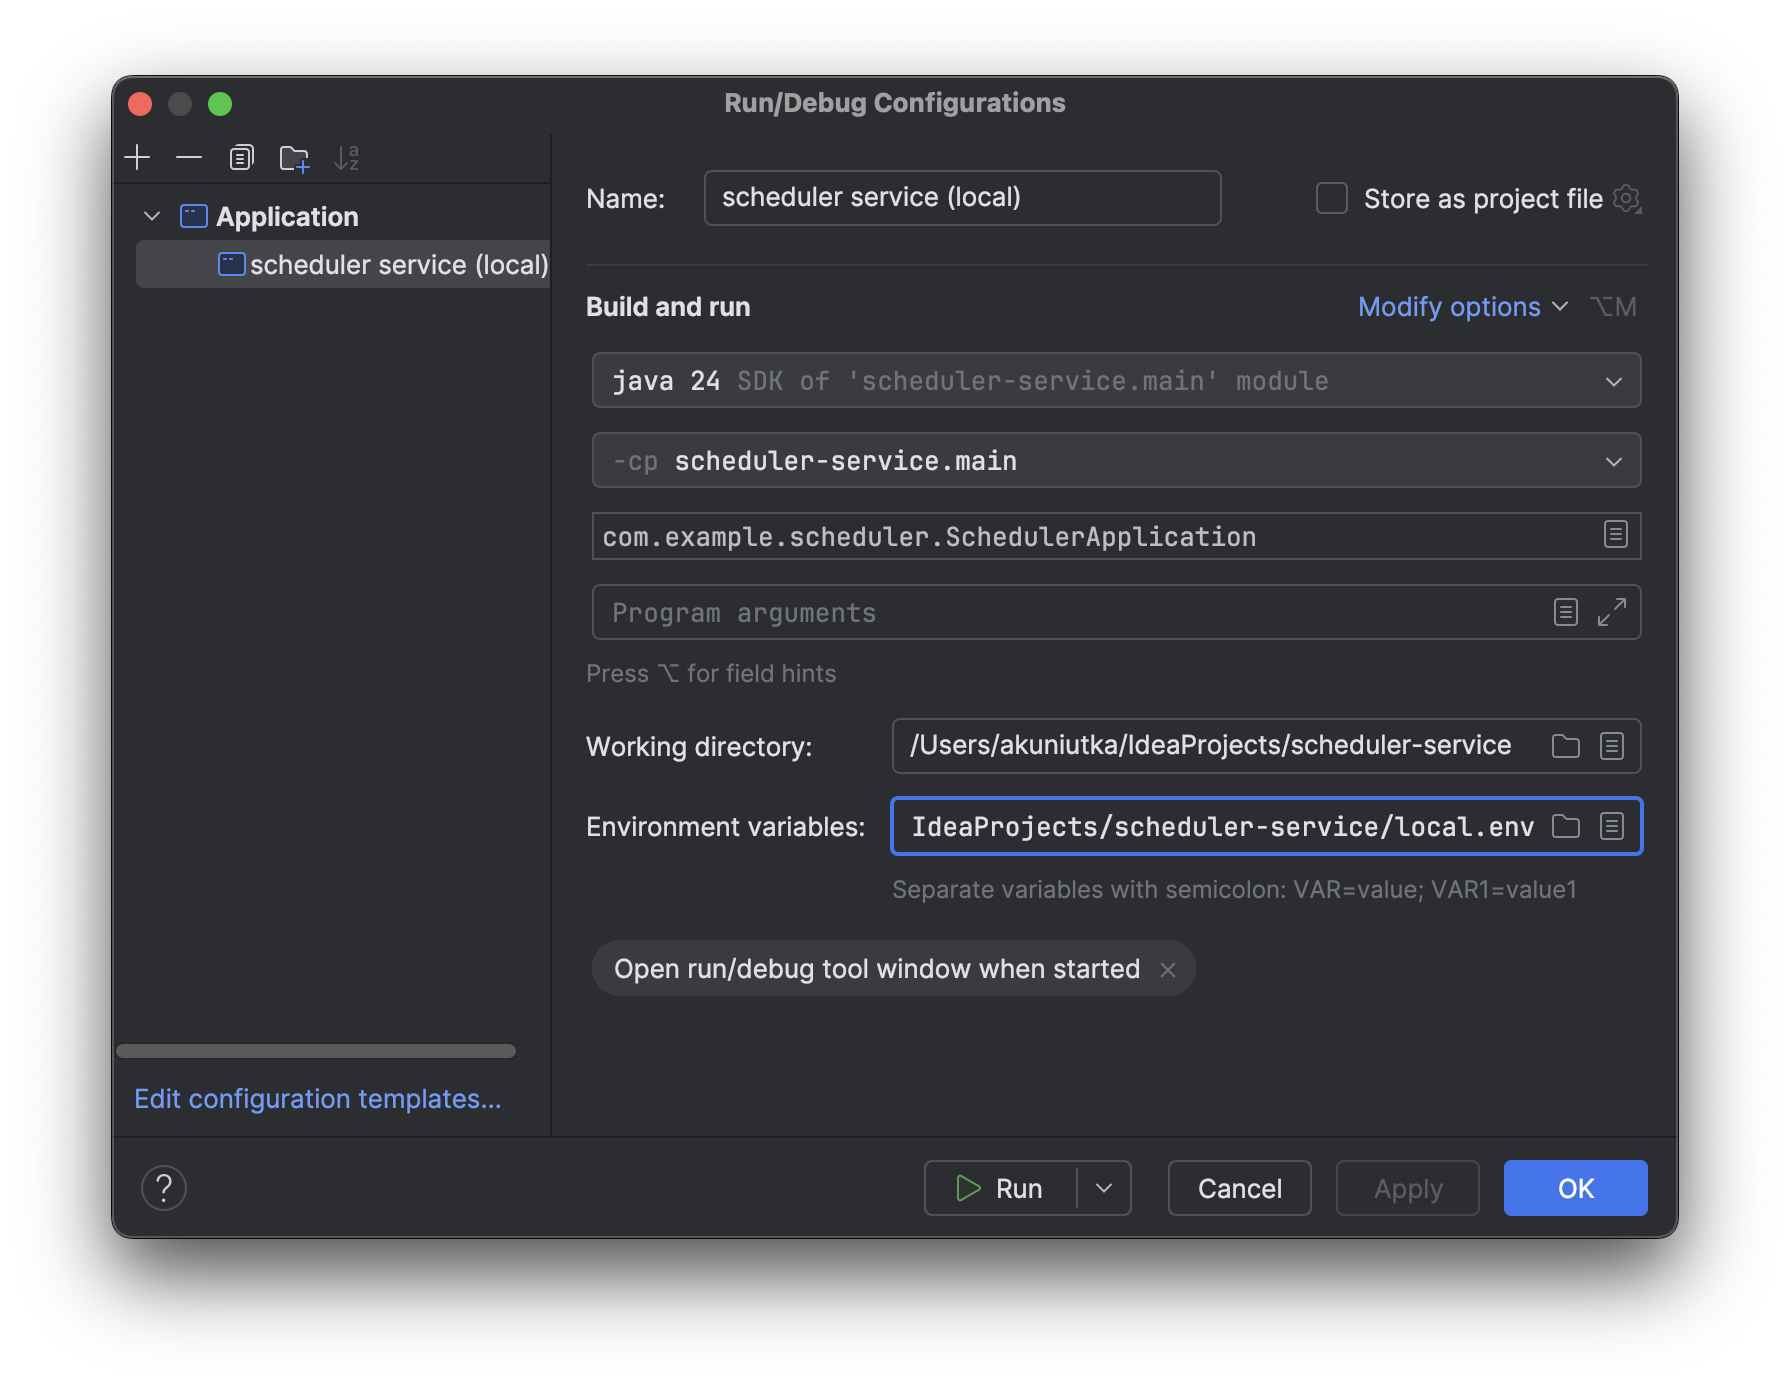 Run/Debug Configurations
Application
scheduler service (local)
Edit configuration templates...
Name:
scheduler service (local)
Store as project file
Build and run
Modify options
⌥M
java 24 SDK of 'scheduler-service.main' module
-cp scheduler-service.main
com.example.scheduler.SchedulerApplication
Program arguments
Press ⌥ for field hints
Working directory:
/Users/akuniutka/IdeaProjects/scheduler-service
Environment variables:
IdeaProjects/scheduler-service/local.env
Separate variables with semicolon: VAR=value; VAR1=value1
Open run/debug tool window when started
?
Run
Cancel
Apply
OK